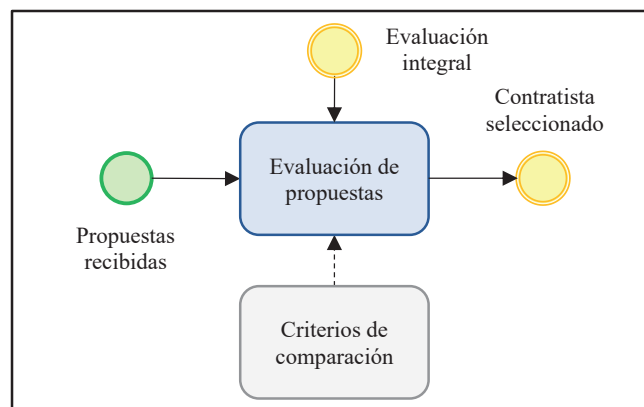 Evaluación
integral
Contratista
seleccionado
Evaluación de
propuestas
Propuestas
recibidas
Criterios de
comparación